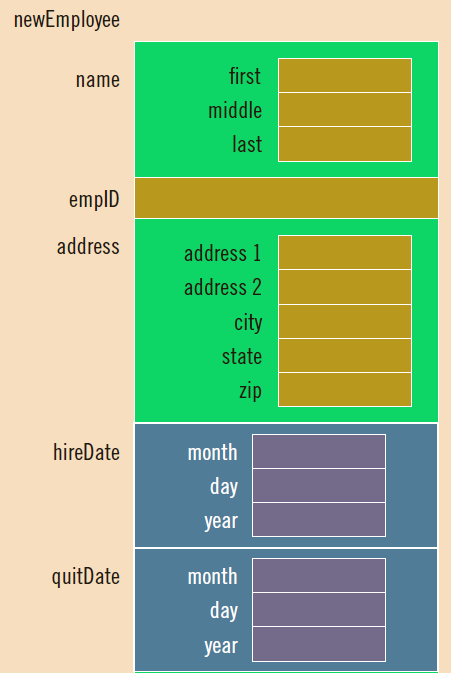 newEmployee
name
first
middle
last
empID
address
address 1
address 2
city
state
zip
hireDate
month
day
year
quitDate
month
day
year